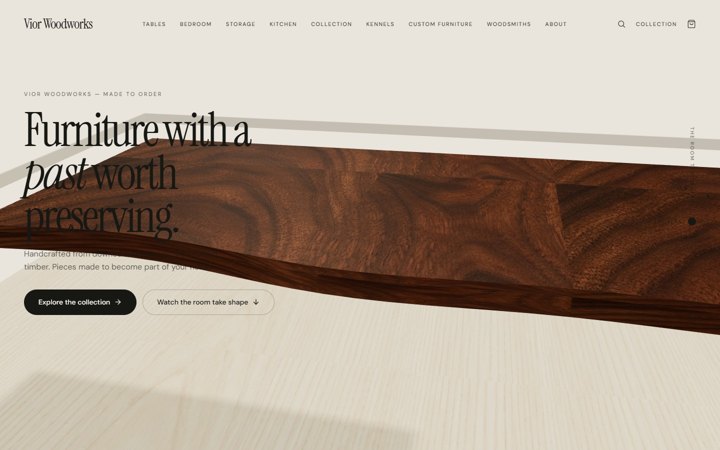 Vior Woodworks
TABLES BEDROOM STORAGE KITCHEN COLLECTION KENNELS CUSTOM FURNITURE WOODSMITHS ABOUT
COLLECTION
VIOR WOODWORKS — MADE TO ORDER
Furniture with a
past worth
preserving.
Handcrafted from
timber. Pieces made to become part of your
Explore the collection →
Watch the room take shape ↓
THE ROOM